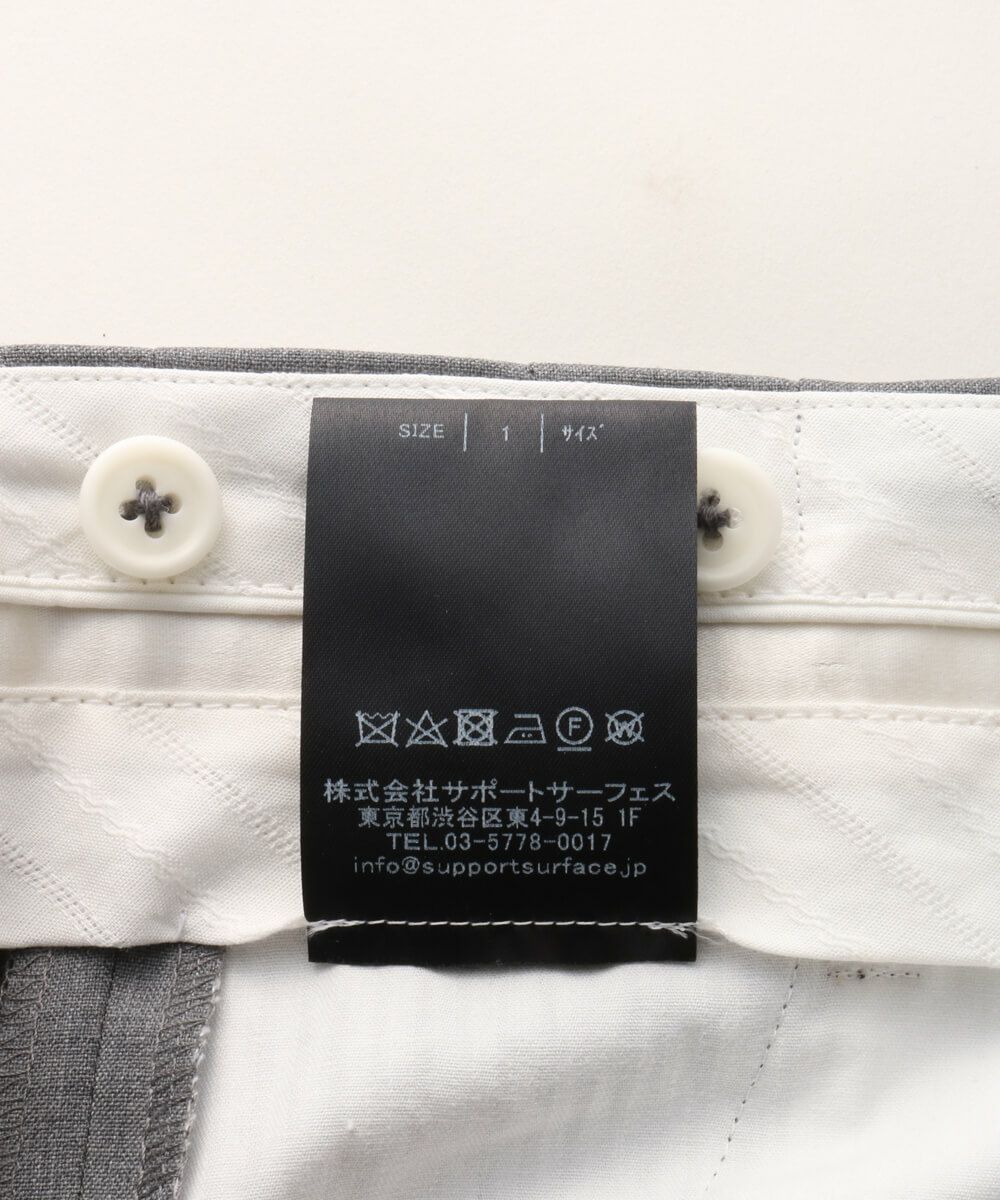 SIZE | 1 | ｻｲｽﾞ
株式会社サポートサーフェス
東京都渋谷区東4-9-15 1F
TEL.03-5778-0017
info@supportsurface.jp